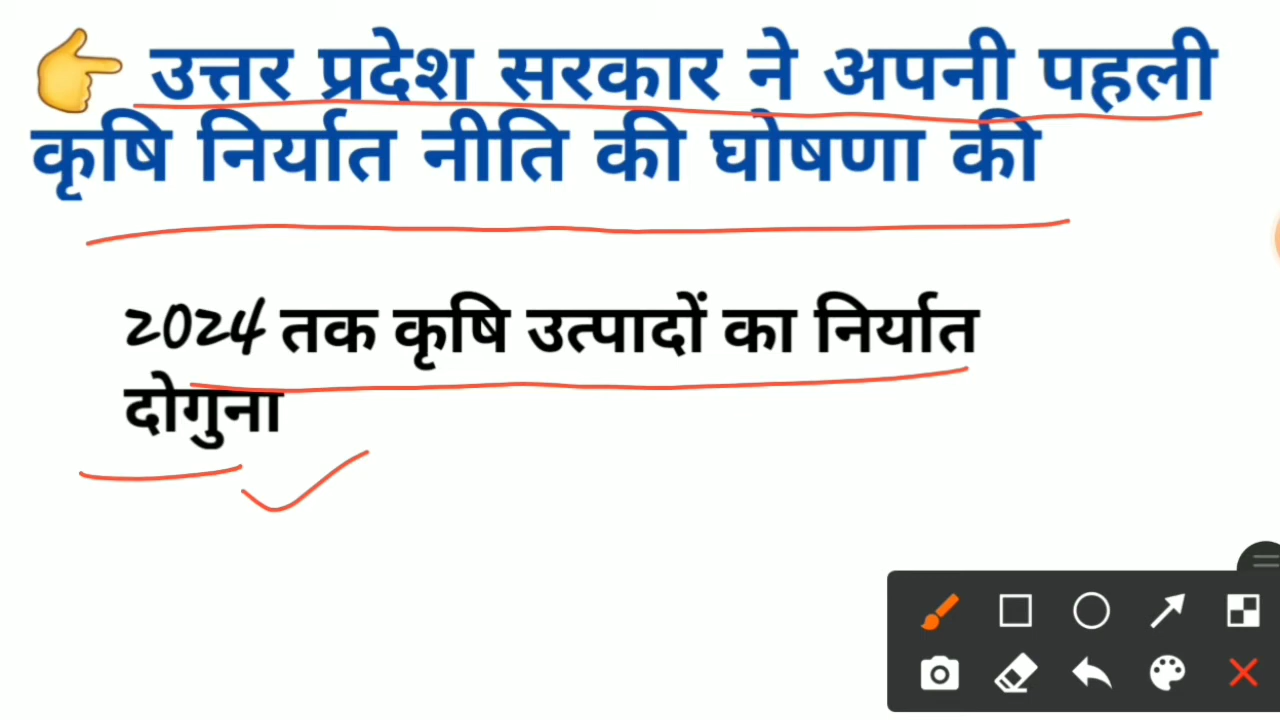 उत्तर प्रदेश सरकार ने अपनी पहली
कृषि निर्यात नीति की घोषणा की
2024 तक कृषि उत्पादों का निर्यात
दोगुना